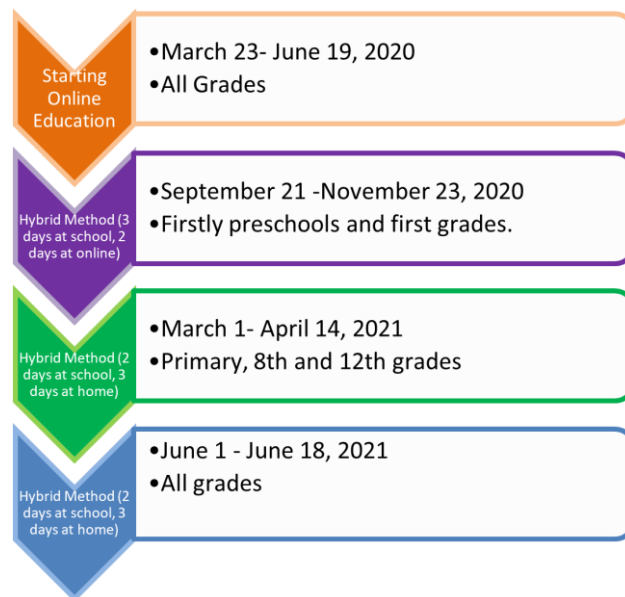 Starting
Online
Education
•March 23- June 19, 2020
•All Grades
Hybrid Method (3
days at school, 2
days at online)
•September 21 -November 23, 2020
•Firstly preschools and first grades.
Hybrid Method (2
days at school, 3
days at home)
•March 1- April 14, 2021
•Primary, 8th and 12th grades
Hybrid Method (2
days at school, 3
days at home)
•June 1 - June 18, 2021
•All grades